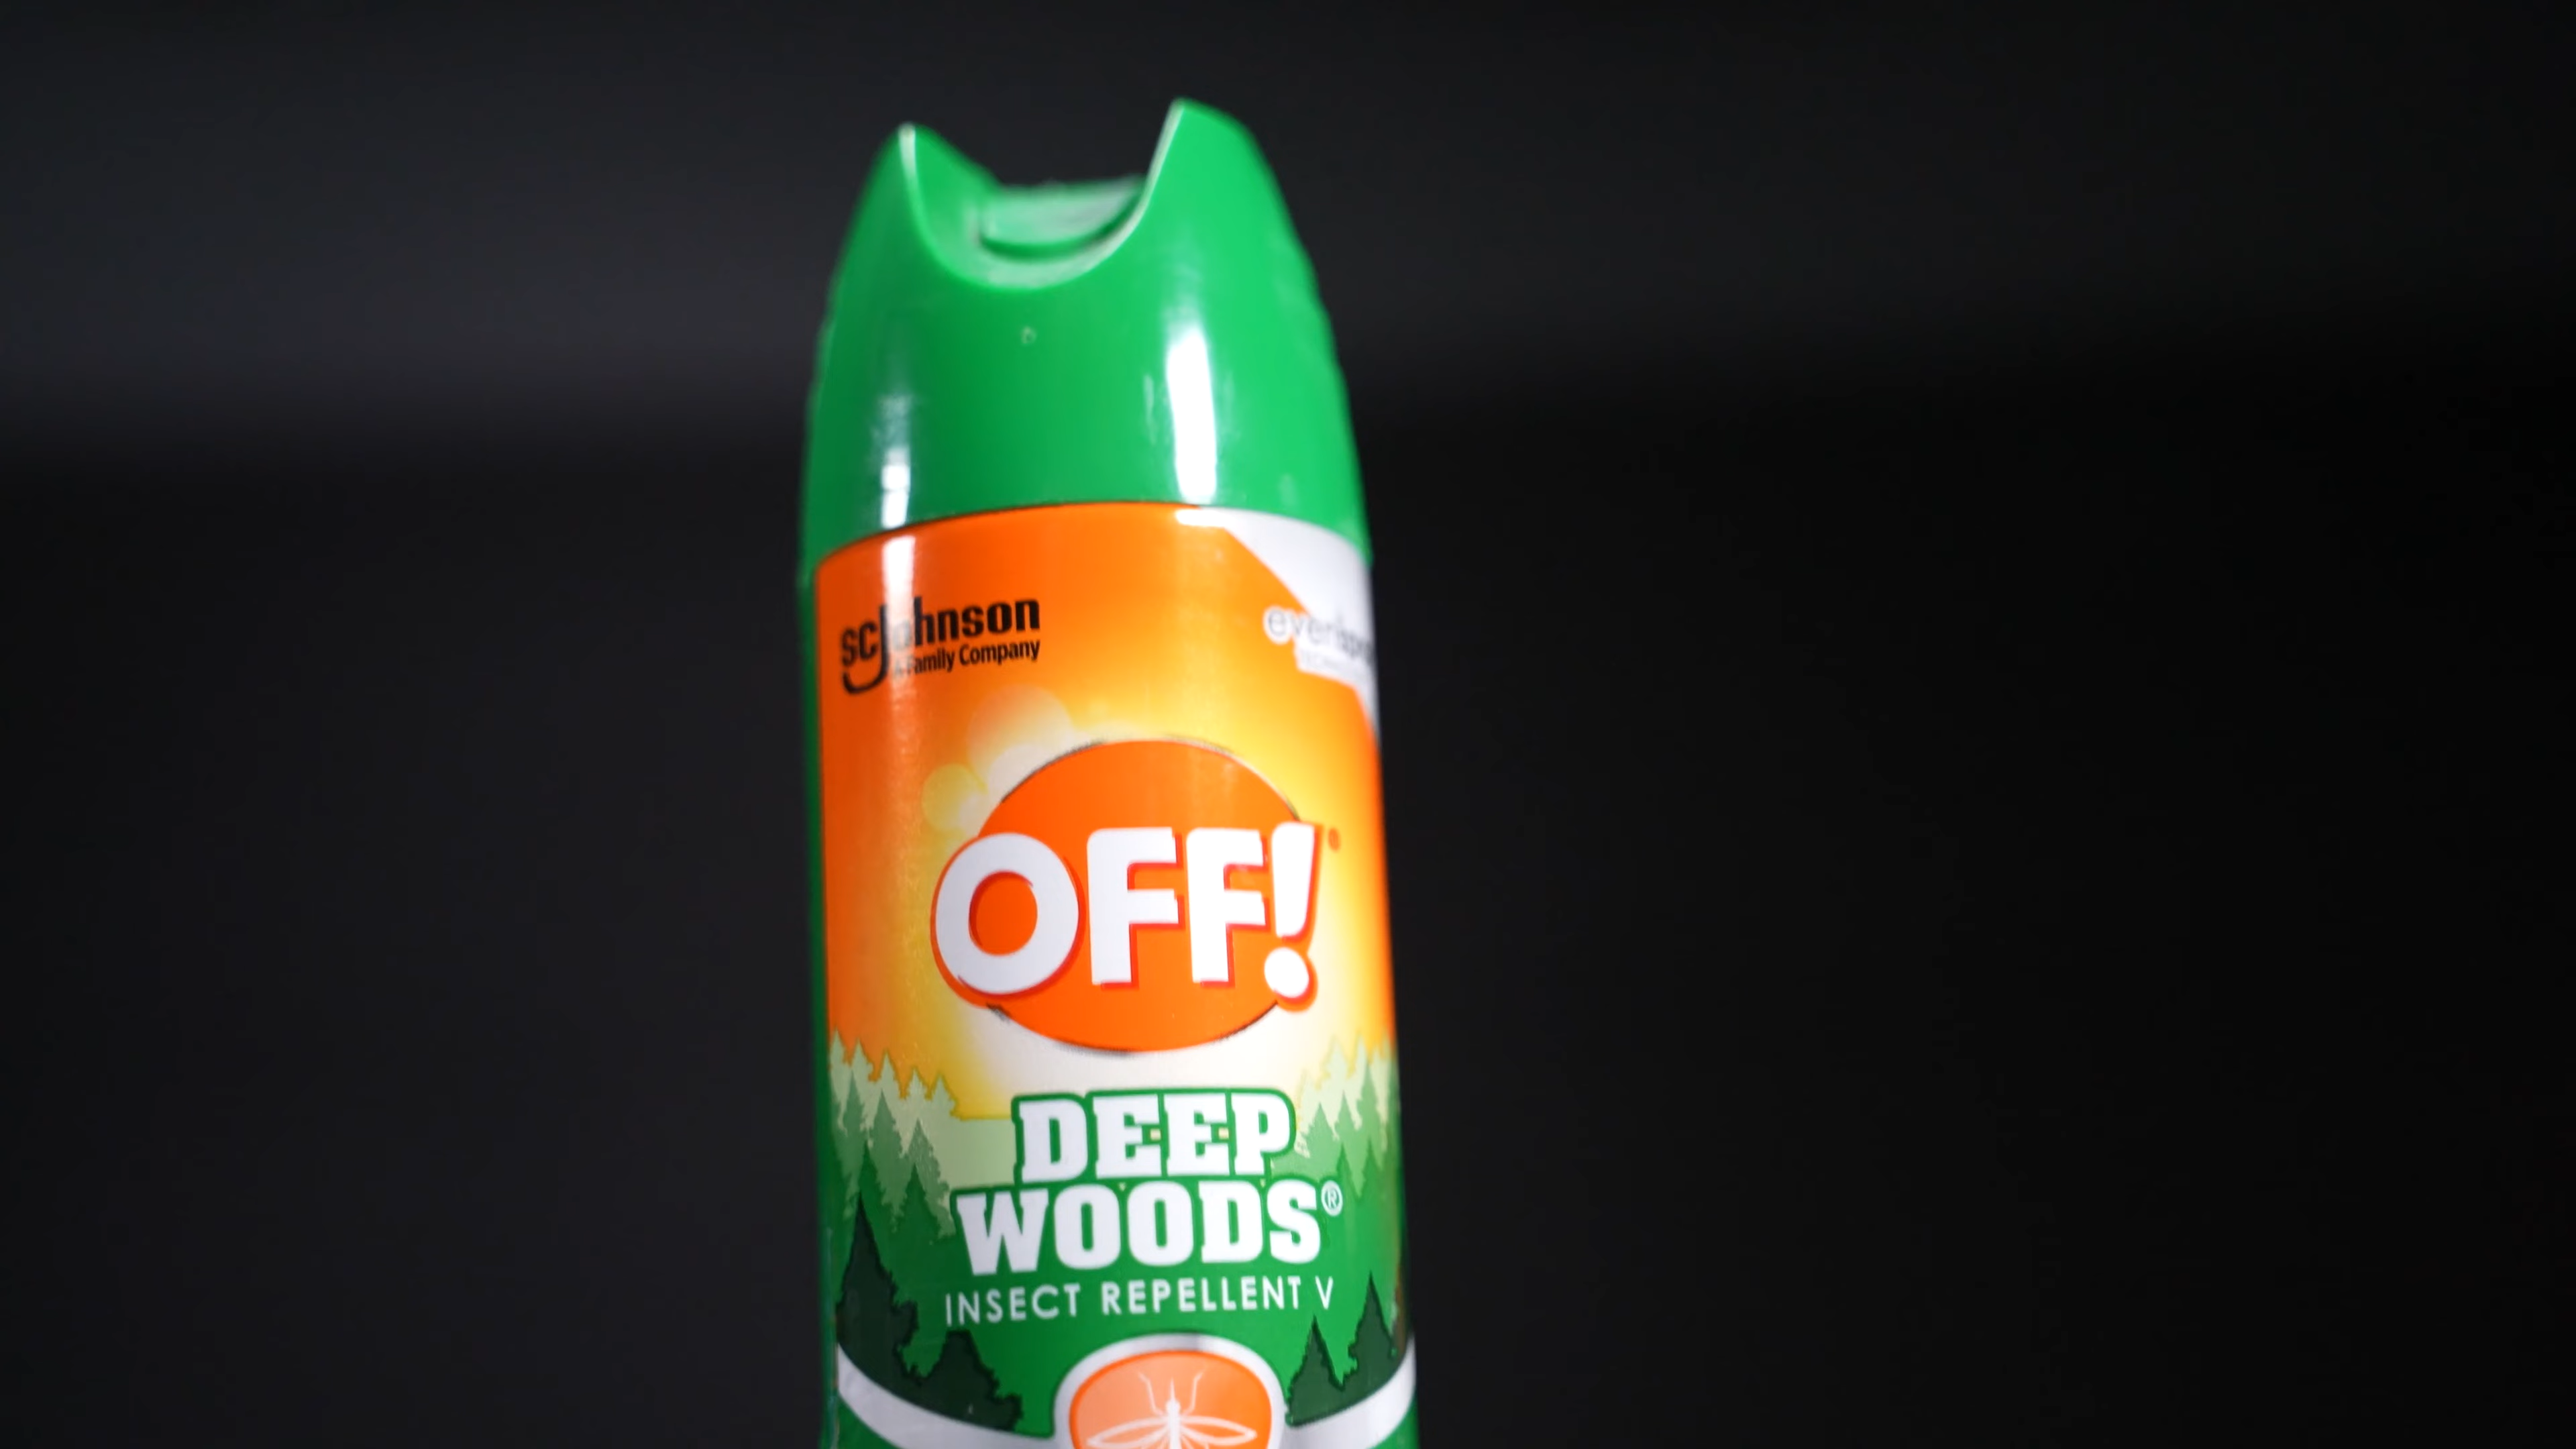 SCJohnson
A Family Company
OFF!
DEEP
WOODS®
INSECT REPELLENT V